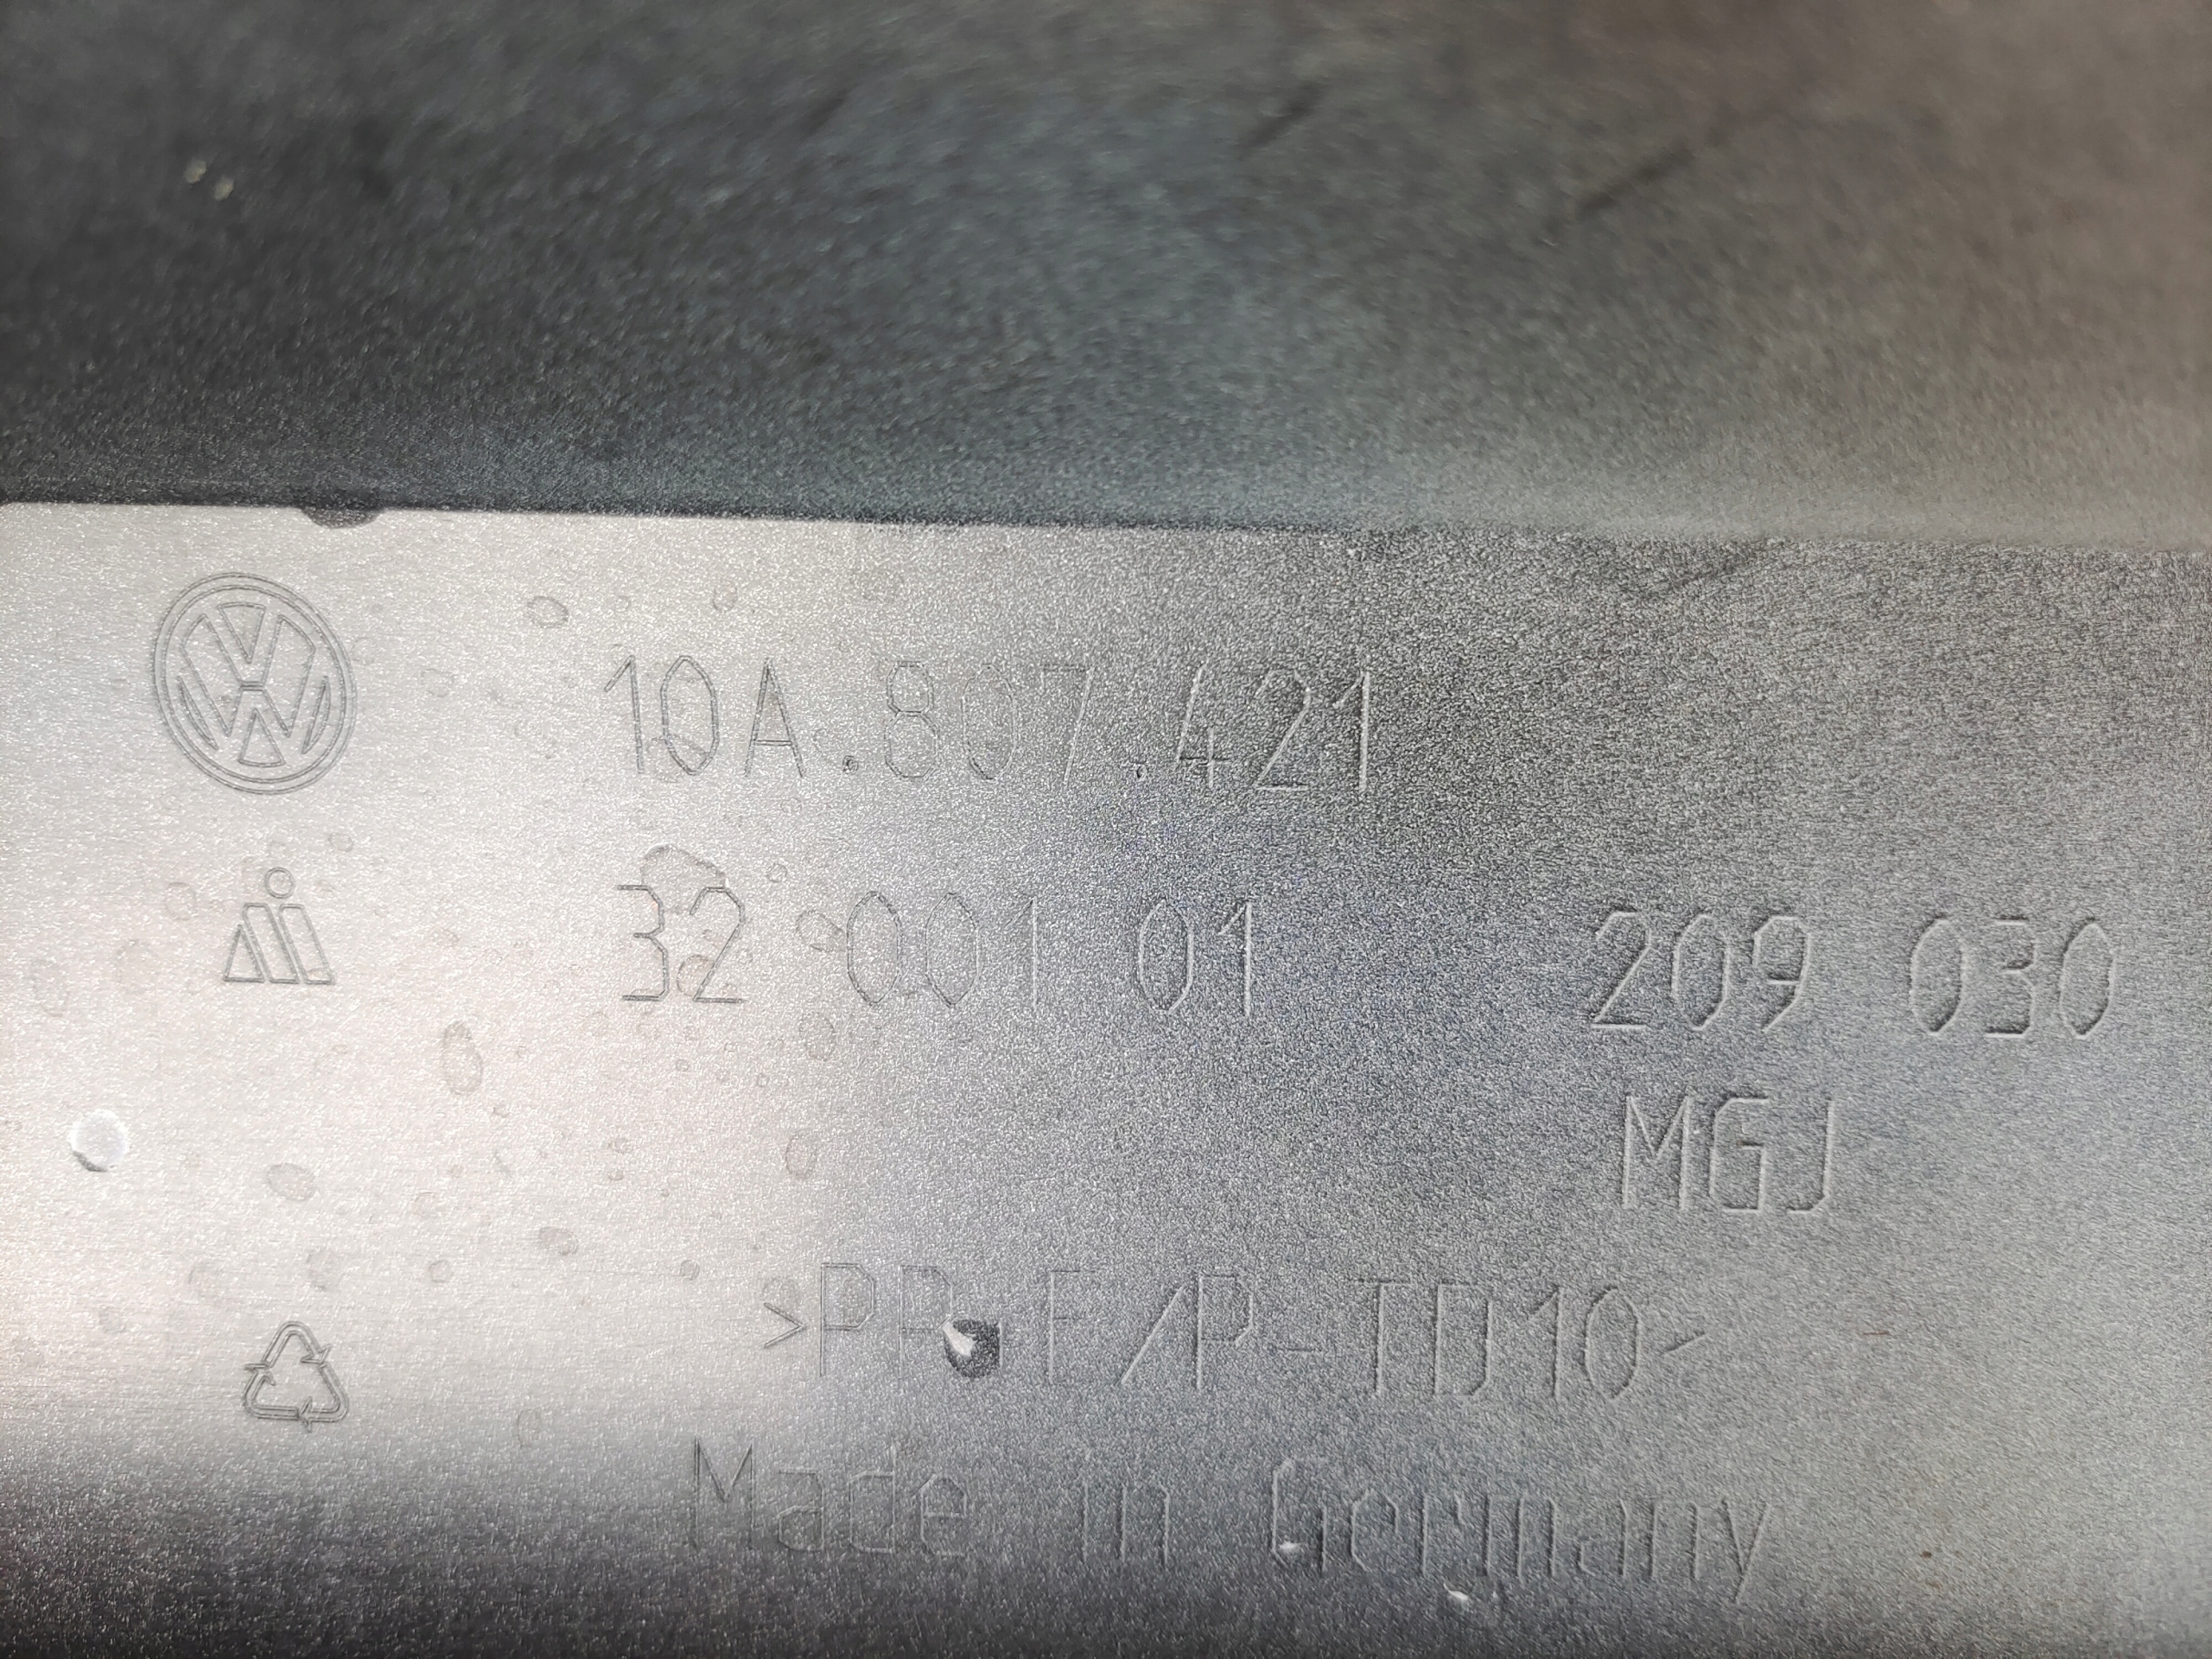 10A.807.421
32 001 01 209 030
MGJ
>PP+E/P-TD10<
Made in Germany